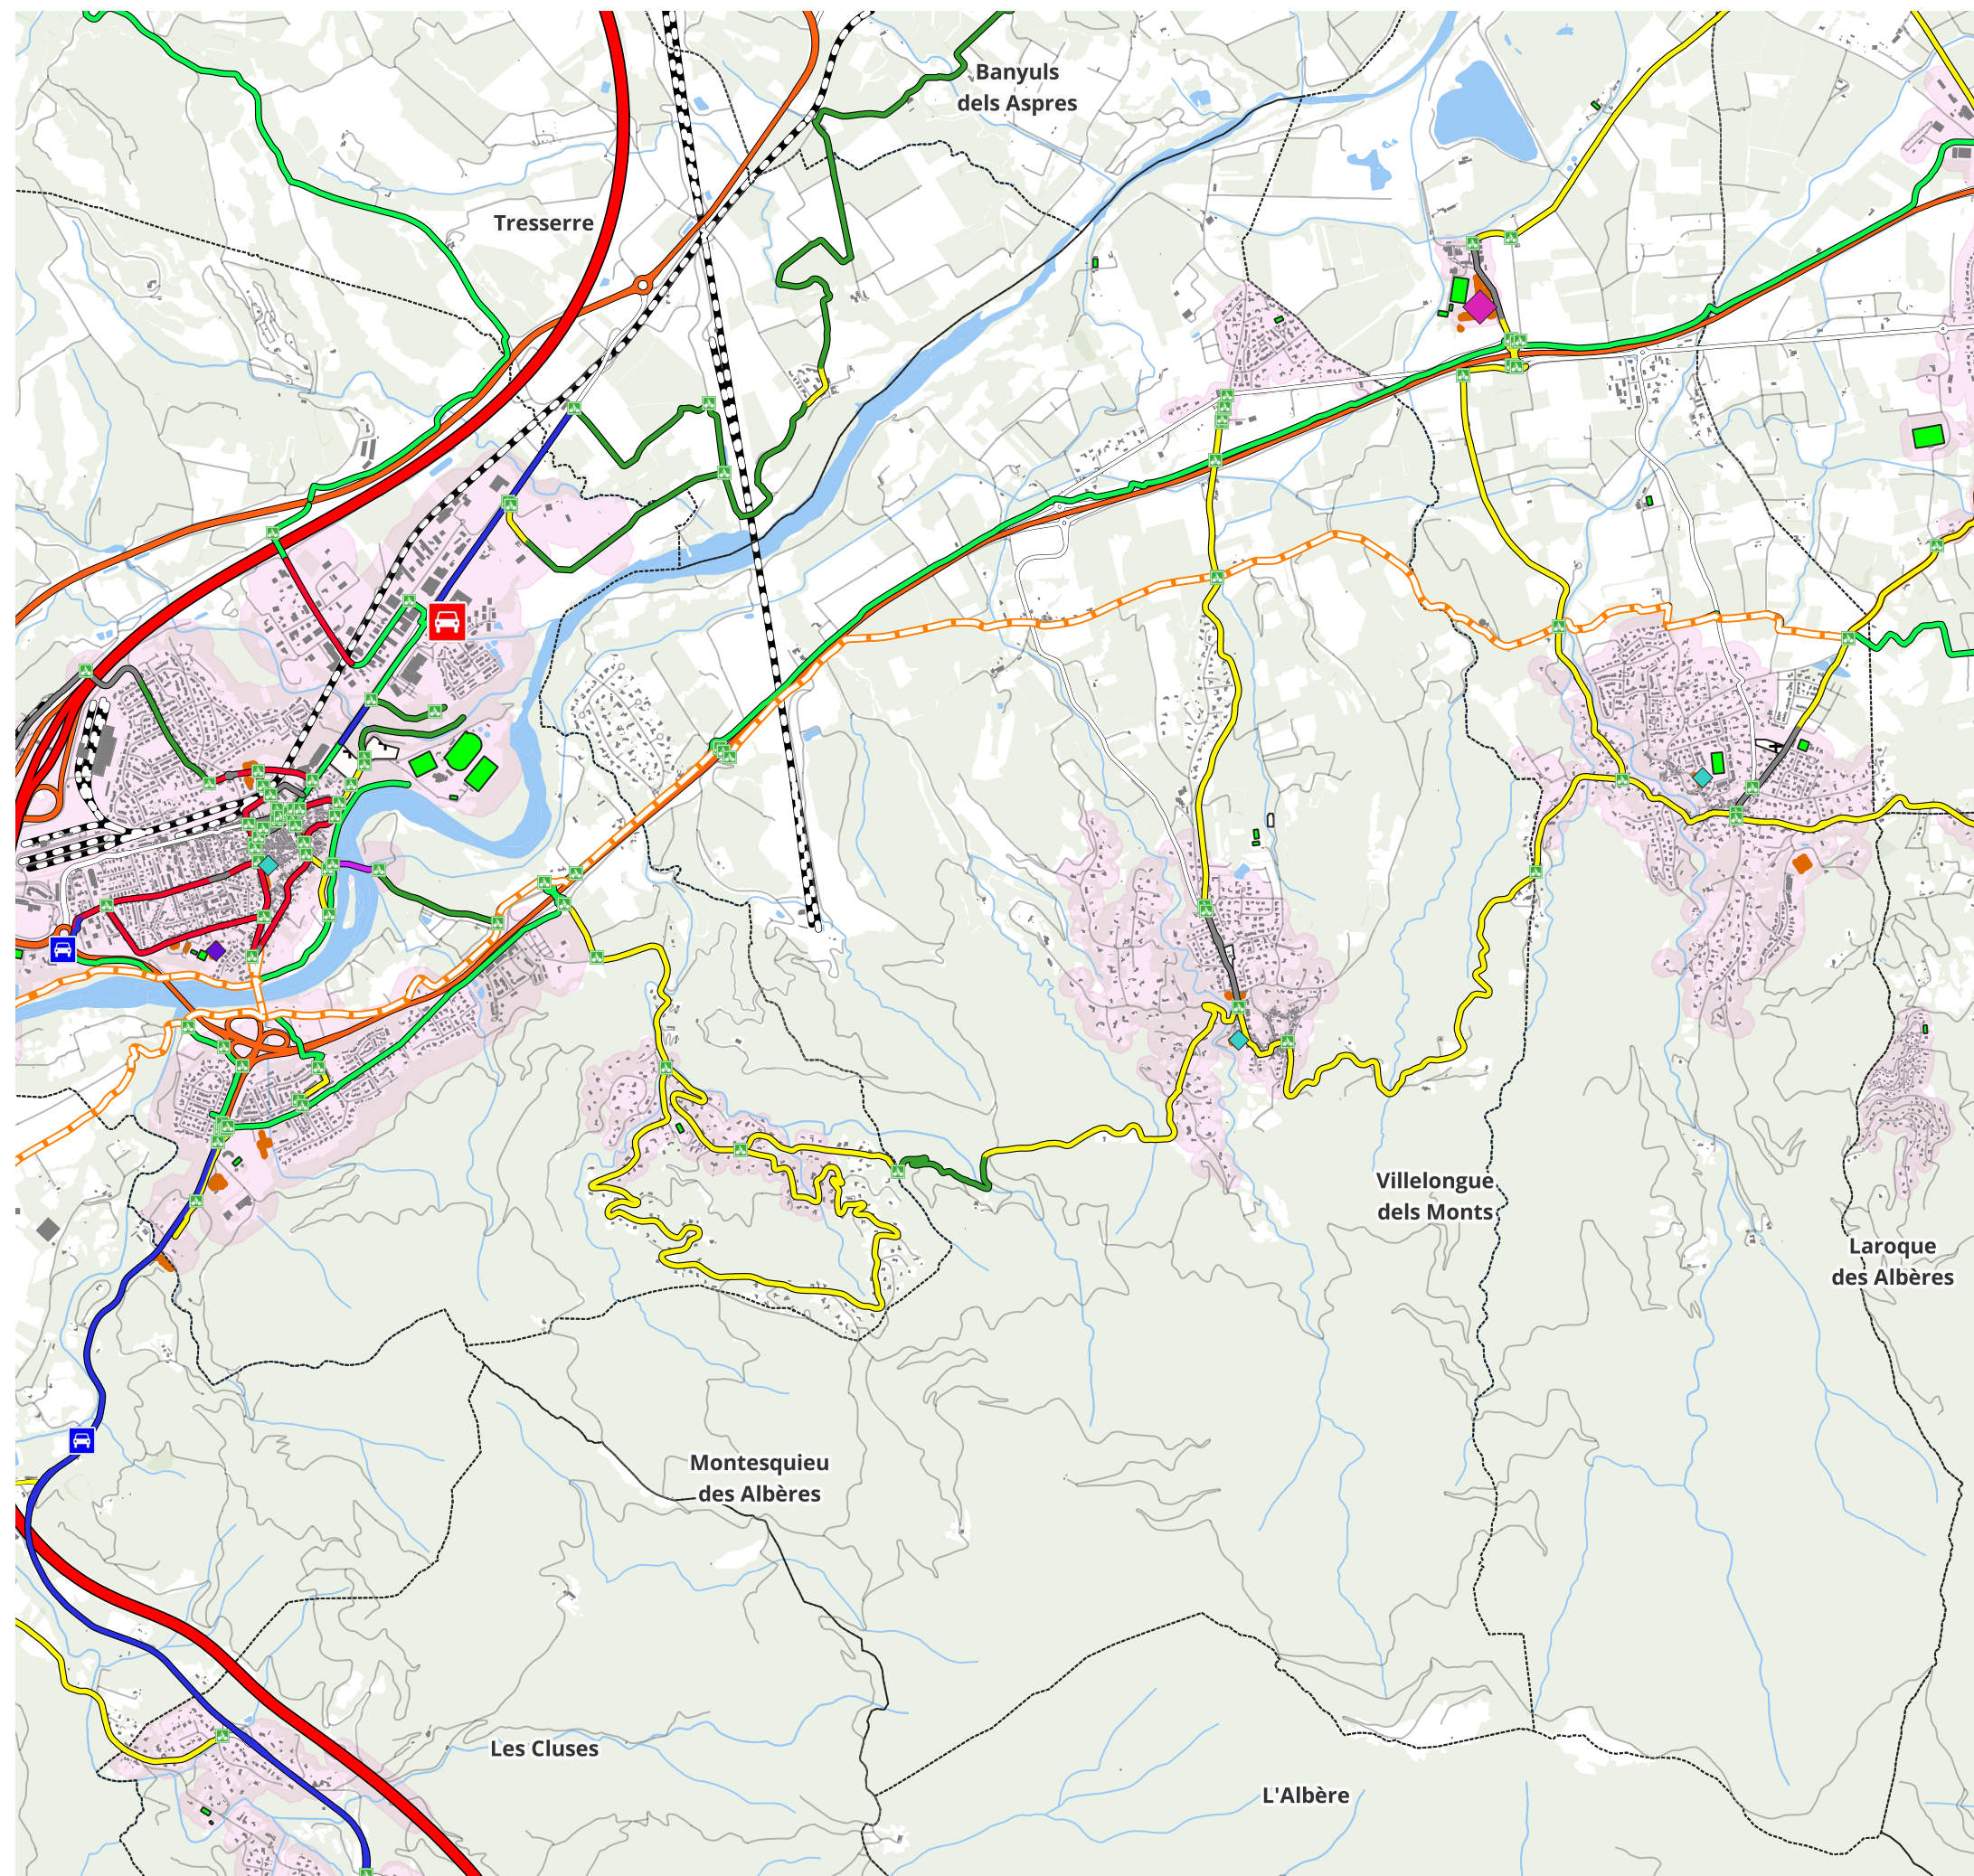 Banyuls
dels Aspres
Tresserre
Villelongue
dels Monts
Laroque
des Albères
Montesquieu
des Albères
Les Cluses
L'Albère